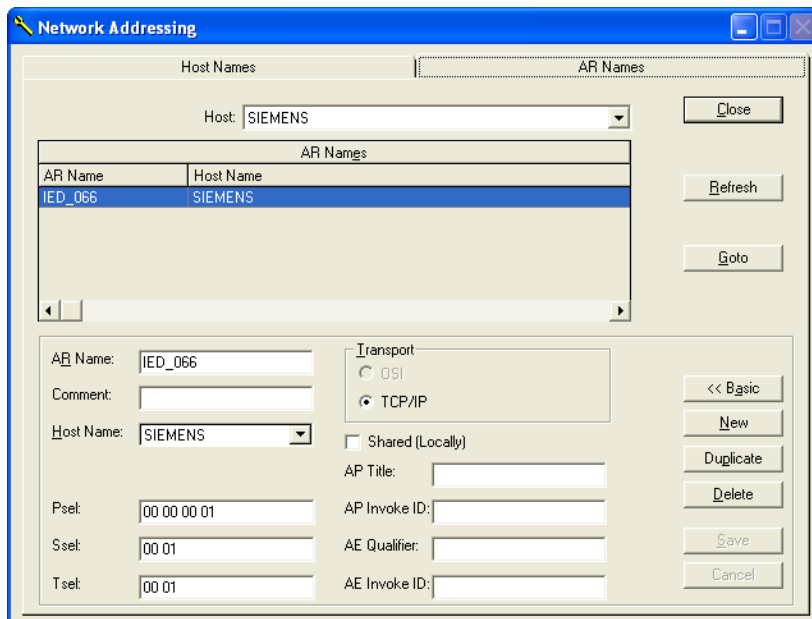 Network Addressing
Host Names AR Names
Host: SIEMENS Close
AR Names
AR Name Host Name
IED_066 SIEMENS
Refresh
Goto
AR Name: IED_066
Comment:
Host Name: SIEMENS
Psel: 00 00 00 01
Ssel: 00 01
Tsel: 00 01
Transport
OSI
TCP/IP
Shared (Locally)
AP Title:
AP Invoke ID:
AE Qualifier:
AE Invoke ID:
<< Basic
New
Duplicate
Delete
Save
Cancel